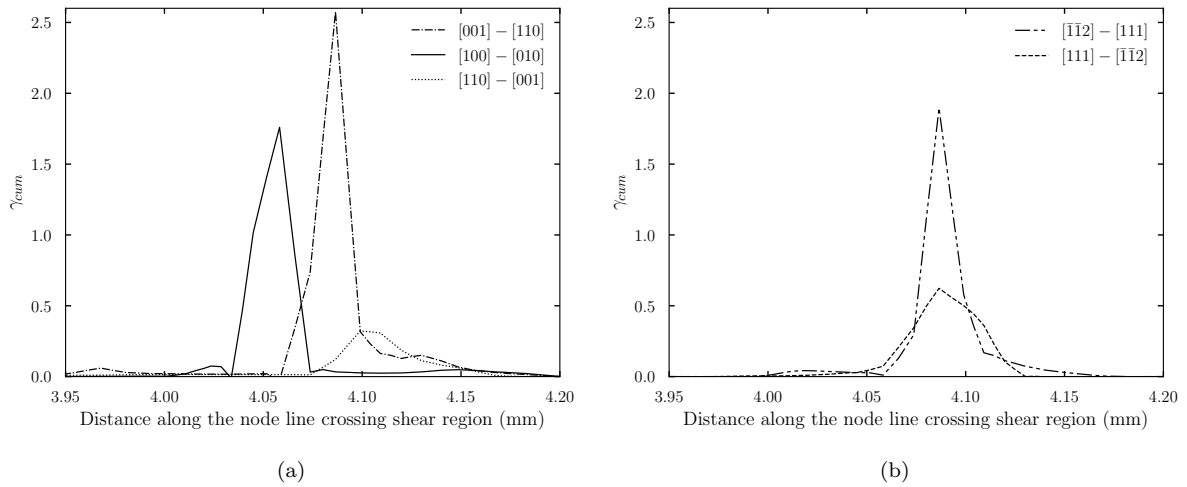 2.5
2.0
1.5
1.0
0.5
0.0
γcum
[001] − [110]
[100] − [010]
[110] − [001]
3.95 4.00 4.05 4.10 4.15 4.20
Distance along the node line crossing shear region (mm)
(a)
2.5
2.0
1.5
1.0
0.5
0.0
γcum
[1̄1̄2] − [111]
[111] − [1̄1̄2]
3.95 4.00 4.05 4.10 4.15 4.20
Distance along the node line crossing shear region (mm)
(b)